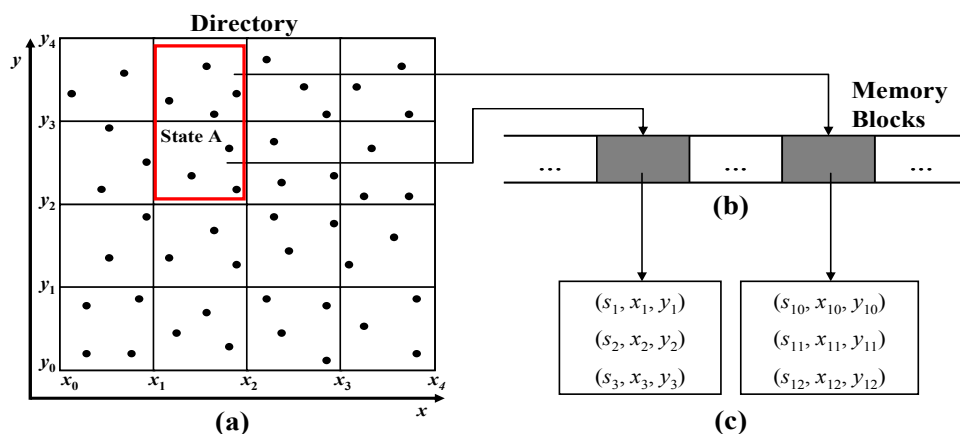 Directory
y
y₄
y₃
State A
y₂
y₁
y₀
x₀ x₁ x₂ x₃ x₄
x
(a)
Memory
Blocks
... ... ...
(b)
(s₁, x₁, y₁)
(s₂, x₂, y₂)
(s₃, x₃, y₃)
(s₁₀, x₁₀, y₁₀)
(s₁₁, x₁₁, y₁₁)
(s₁₂, x₁₂, y₁₂)
(c)